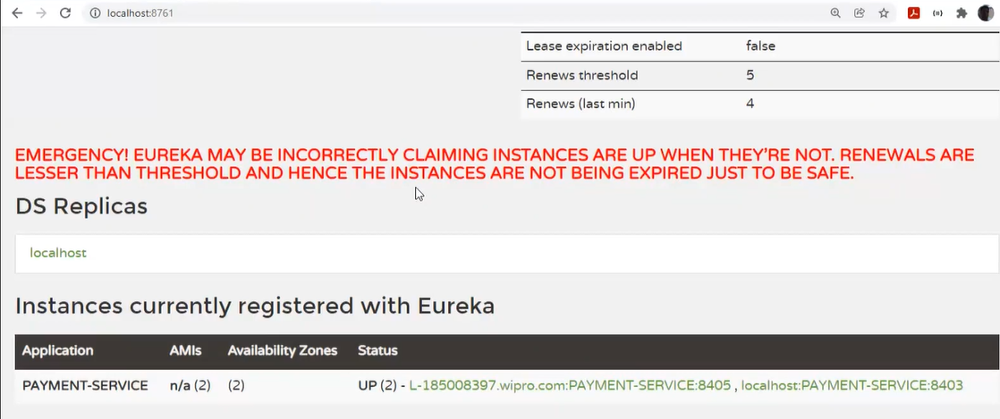 localhost:8761
Lease expiration enabled false
Renews threshold 5
Renews (last min) 4
EMERGENCY! EUREKA MAY BE INCORRECTLY CLAIMING INSTANCES ARE UP WHEN THEY'RE NOT. RENEWALS ARE
LESSER THAN THRESHOLD AND HENCE THE INSTANCES ARE NOT BEING EXPIRED JUST TO BE SAFE.
DS Replicas
localhost
Instances currently registered with Eureka
Application AMIs Availability Zones Status
PAYMENT-SERVICE n/a (2) (2) UP (2) - L-185008397.wipro.com:PAYMENT-SERVICE:8405 , localhost:PAYMENT-SERVICE:8403